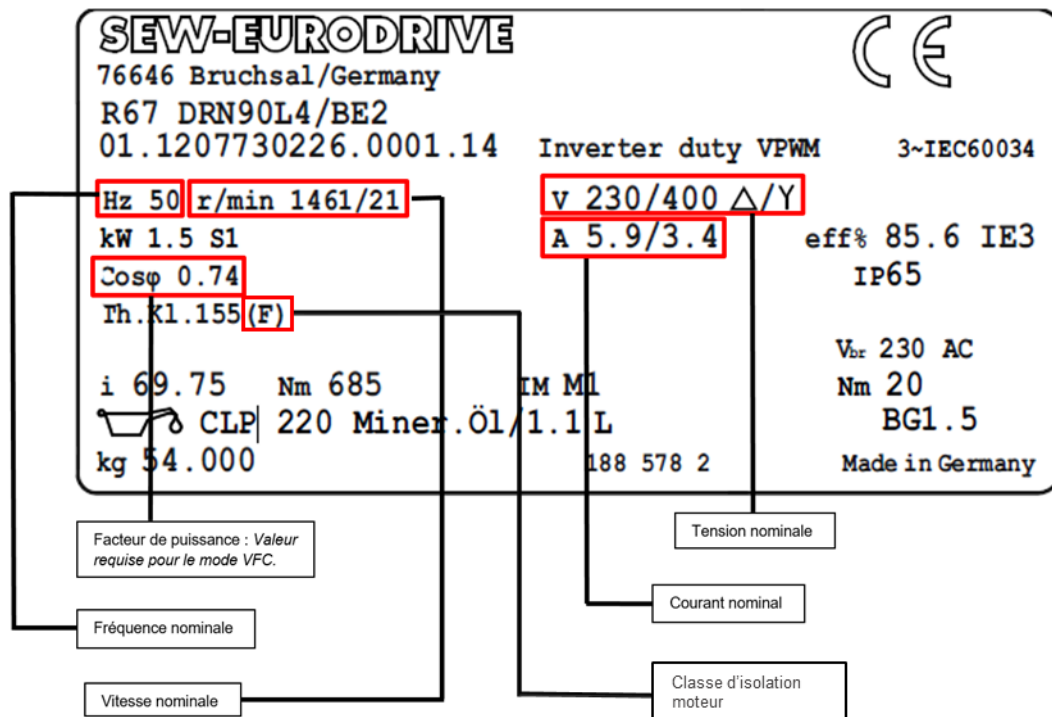 SEW-EURODRIVE
CE
76646 Bruchsal/Germany
R67 DRN90L4/BE2
01.1207730226.0001.14 Inverter duty VPWM 3~IEC60034
Hz 50 r/min 1461/21 V 230/400 △/Y
kW 1.5 S1 A 5.9/3.4 eff% 85.6 IE3
Cosφ 0.74 IP65
Th.Kl.155(F)
Vbr 230 AC
i 69.75 Nm 685 IM M1 Nm 20
CLP 220 Miner.Öl/1.1 L BG1.5
kg 54.000 188 578 2 Made in Germany
Facteur de puissance : Valeur
requise pour le mode VFC.
Tension nominale
Courant nominal
Fréquence nominale
Classe d'isolation
moteur
Vitesse nominale